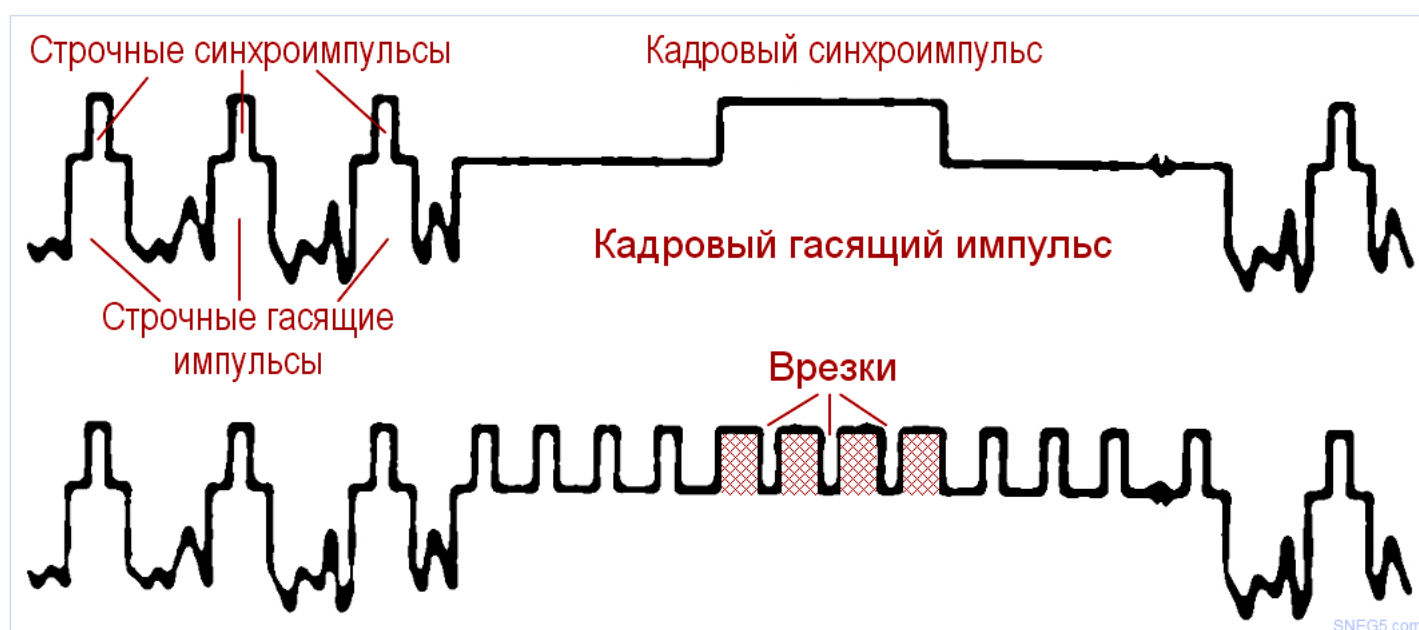 Строчные синхроимпульсы
Кадровый синхроимпульс
Кадровый гасящий импульс
Строчные гасящие
импульсы
Врезки
SNEG5.com